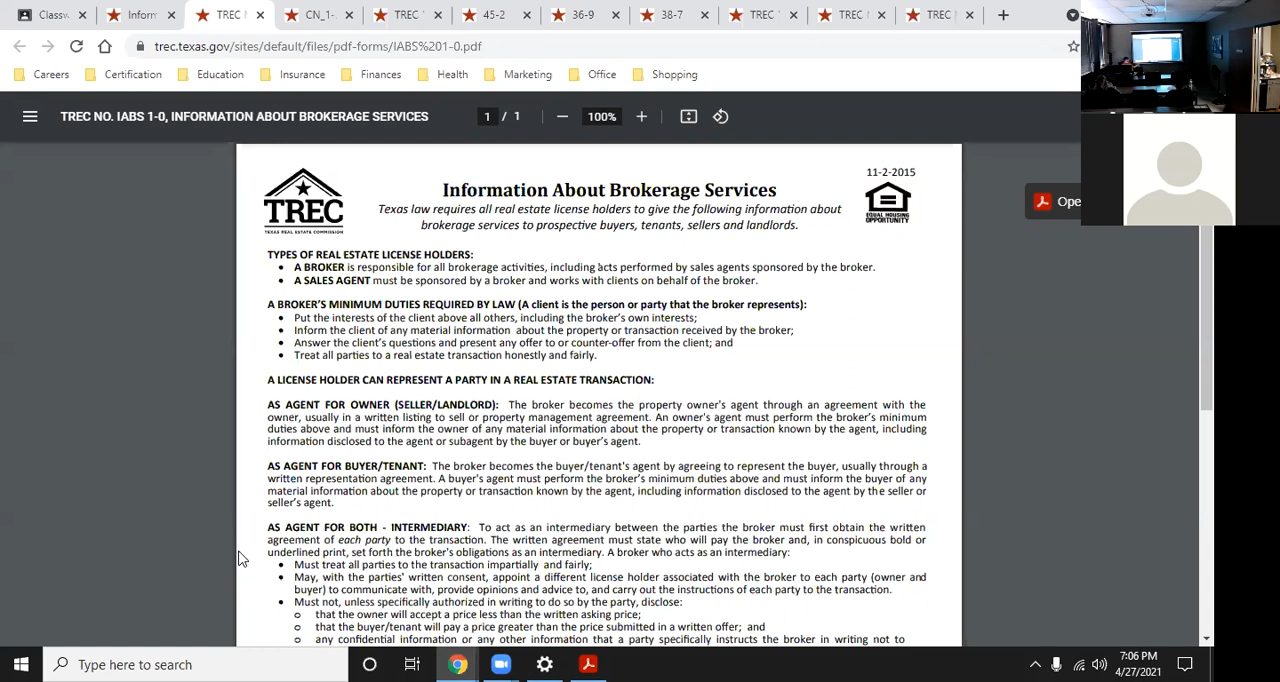 Classw
Inform
TREC N
CN_1-
TREC
45-2
36-9
38-7
TREC
TREC N
TREC N
trec.texas.gov/sites/default/files/pdf-forms/IABS%201-0.pdf
Careers
Certification
Education
Insurance
Finances
Health
Marketing
Office
Shopping
TREC NO. IABS 1-0, INFORMATION ABOUT BROKERAGE SERVICES
1 / 1
100%
Ope
11-2-2015
TREC
TEXAS REAL ESTATE COMMISSION
EQUAL HOUSING
OPPORTUNITY
Information About Brokerage Services
Texas law requires all real estate license holders to give the following information about
brokerage services to prospective buyers, tenants, sellers and landlords.
TYPES OF REAL ESTATE LICENSE HOLDERS:
• A BROKER is responsible for all brokerage activities, including acts performed by sales agents sponsored by the broker.
• A SALES AGENT must be sponsored by a broker and works with clients on behalf of the broker.
A BROKER'S MINIMUM DUTIES REQUIRED BY LAW (A client is the person or party that the broker represents):
• Put the interests of the client above all others, including the broker's own interests;
• Inform the client of any material information about the property or transaction received by the broker;
• Answer the client's questions and present any offer to or counter-offer from the client; and
• Treat all parties to a real estate transaction honestly and fairly.
A LICENSE HOLDER CAN REPRESENT A PARTY IN A REAL ESTATE TRANSACTION:
AS AGENT FOR OWNER (SELLER/LANDLORD): The broker becomes the property owner's agent through an agreement with the
owner, usually in a written listing to sell or property management agreement. An owner's agent must perform the broker's minimum
duties above and must inform the owner of any material information about the property or transaction known by the agent, including
information disclosed to the agent or subagent by the buyer or buyer's agent.
AS AGENT FOR BUYER/TENANT: The broker becomes the buyer/tenant's agent by agreeing to represent the buyer, usually through a
written representation agreement. A buyer's agent must perform the broker's minimum duties above and must inform the buyer of any
material information about the property or transaction known by the agent, including information disclosed to the agent by the seller or
seller's agent.
AS AGENT FOR BOTH - INTERMEDIARY: To act as an intermediary between the parties the broker must first obtain the written
agreement of each party to the transaction. The written agreement must state who will pay the broker and, in conspicuous bold or
underlined print, set forth the broker's obligations as an intermediary. A broker who acts as an intermediary:
• Must treat all parties to the transaction impartially and fairly;
• May, with the parties' written consent, appoint a different license holder associated with the broker to each party (owner and
buyer) to communicate with, provide opinions and advice to, and carry out the instructions of each party to the transaction.
• Must not, unless specifically authorized in writing to do so by the party, disclose:
o that the owner will accept a price less than the written asking price;
o that the buyer/tenant will pay a price greater than the price submitted in a written offer; and
o any confidential information or any other information that a party specifically instructs the broker in writing not to
Type here to search
7:06 PM
4/27/2021